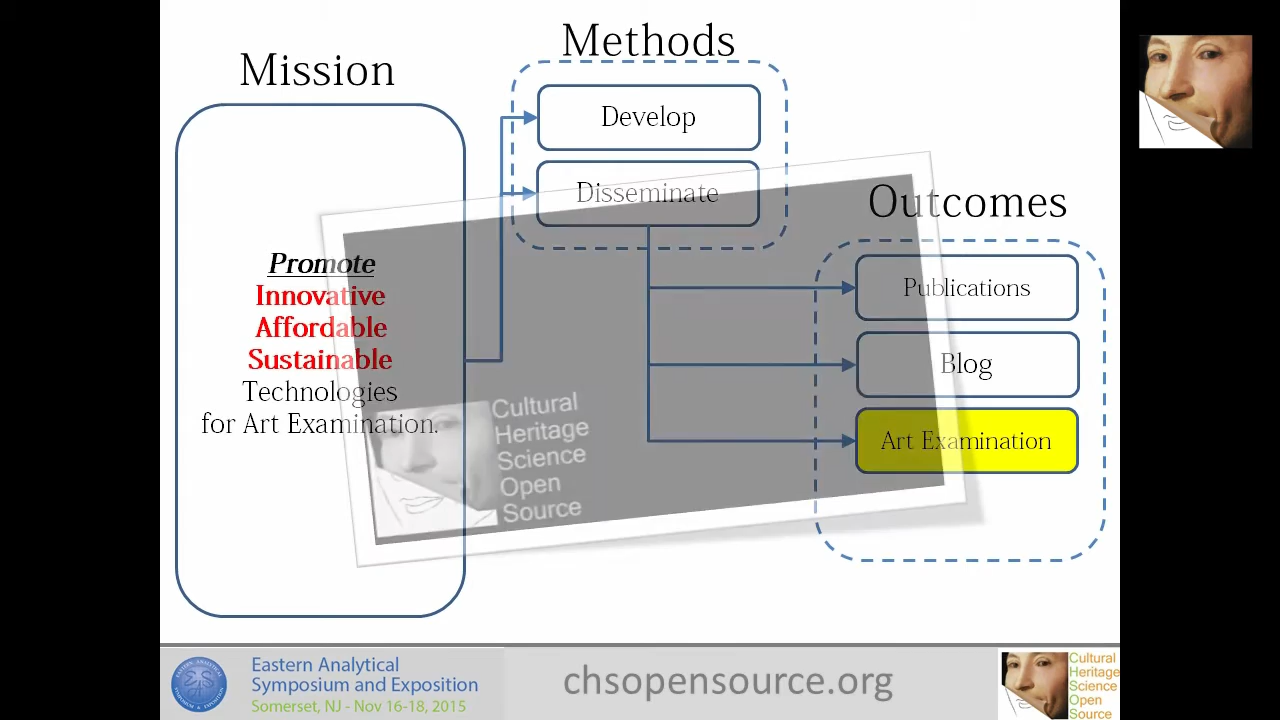 Mission
Methods
Develop
Disseminate
Outcomes
Publications
Blog
Art Examination
Promote
Innovative
Affordable
Sustainable
Technologies
for Art Examination.
Cultural
Heritage
Science
Open
Source
Eastern Analytical
Symposium and Exposition
Somerset, NJ - Nov 16-18, 2015
chsopensource.org
Cultural
Heritage
Science
Open
Source